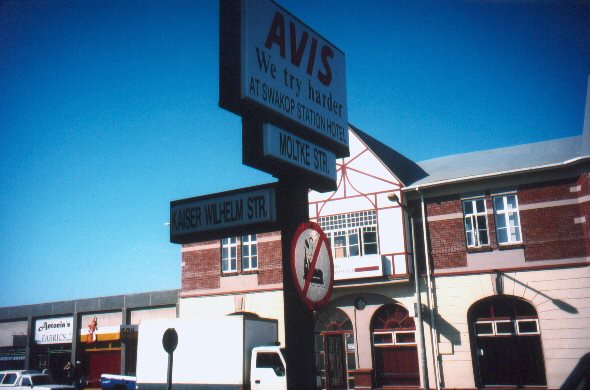 AVIS
We try harder
AT SWAKOP STATION HOTEL
MOLTKE STR.
KAISER WILHELM STR.
Antonia's
FABRICS